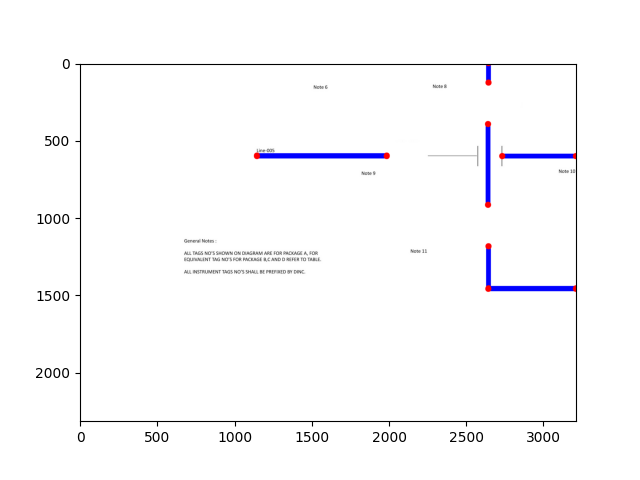 0
Note 6
Note 8
500
Line-005
Note 9
Note 10
1000
General Notes :
Note 11
ALL TAGS NO'S SHOWN ON DIAGRAM ARE FOR PACKAGE A, FOR
EQUIVALENT TAG NO'S FOR PACKAGE B,C AND D REFER TO TABLE.
ALL INSTRUMENT TAGS NO'S SHALL BE PREFIXED BY DINC.
1500
2000
0 500 1000 1500 2000 2500 3000